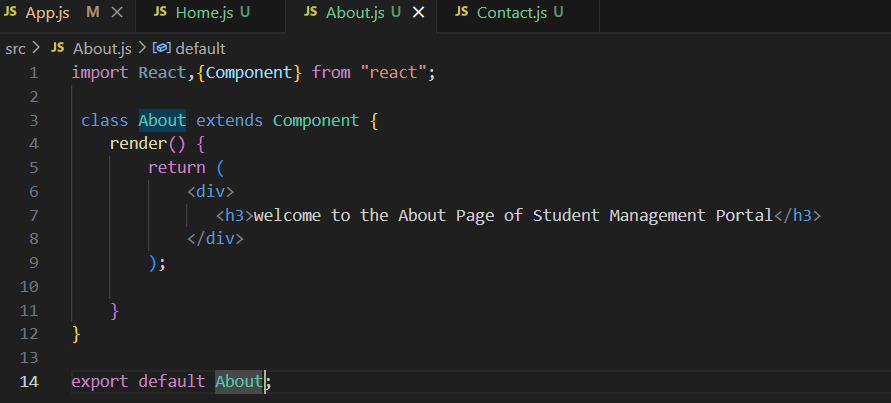 JS App.js M ×
JS Home.js U
JS About.js U ×
JS Contact.js U
src > JS About.js > default
1 import React,{Component} from "react";
2
3 class About extends Component {
4 render() {
5 return (
6 <div>
7 <h3>welcome to the About Page of Student Management Portal</h3>
8 </div>
9 );
10
11 }
12 }
13
14 export default About;